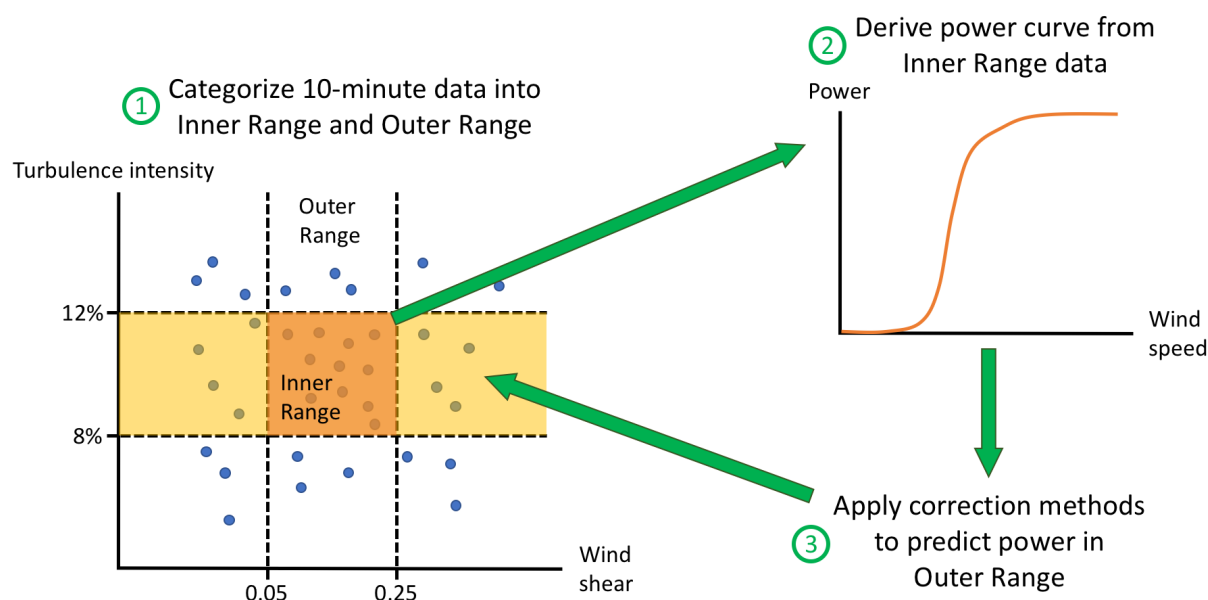 1
Categorize 10-minute data into
Inner Range and Outer Range
Turbulence intensity
Outer
Range
12%
Inner
Range
8%
Wind
shear
0.05
0.25
2
Derive power curve from
Inner Range data
Power
Wind
speed
3
Apply correction methods
to predict power in
Outer Range